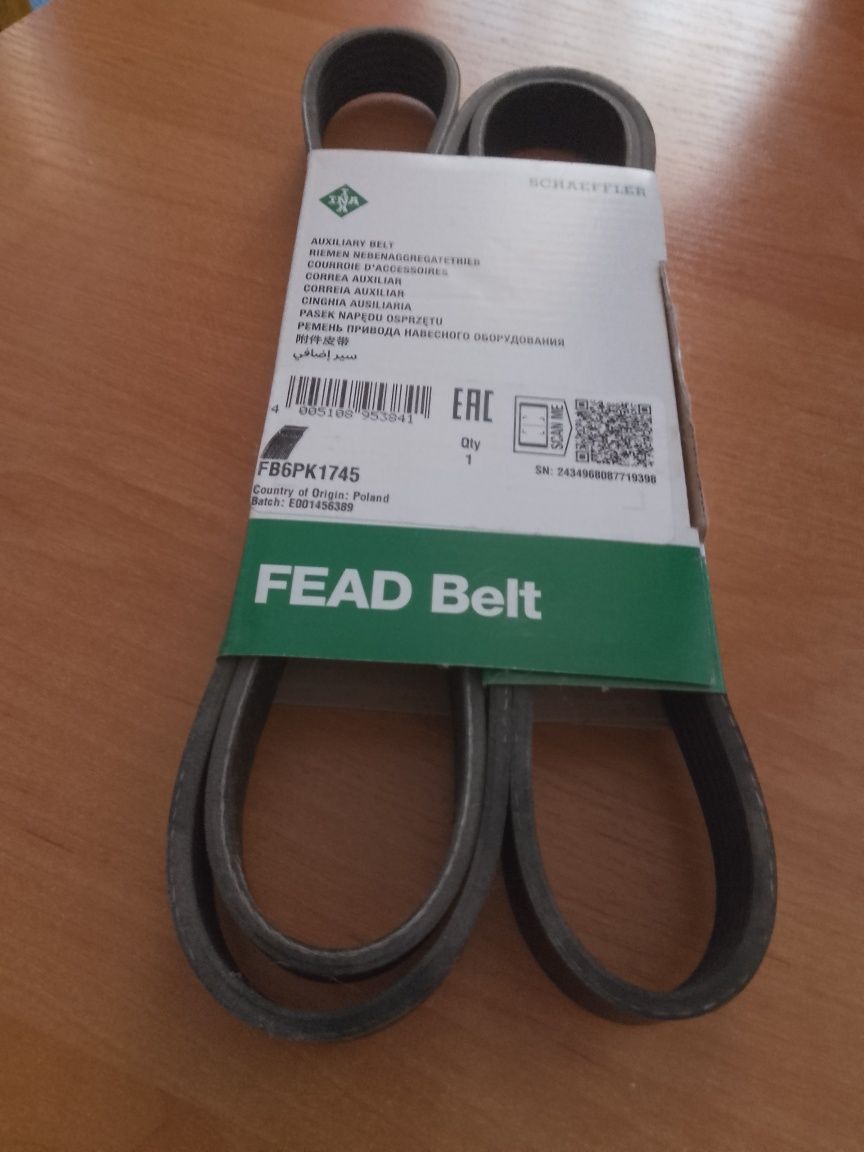 INA
SCHAEFFLER
AUXILIARY BELT
RIEMEN NEBENAGGREGATETRIEB
COURROIE D'ACCESSOIRES
CORREA AUXILIAR
CORREIA AUXILIAR
CINGHIA AUSILIARIA
PASEK NAPĘDU OSPRZĘTU
РЕМЕНЬ ПРИВОДА НАВЕСНОГО ОБОРУДОВАНИЯ
附件皮带
سير إضافي
4 005108 953841
EAC
Qty
1
SCAN ME
SN: 2434968087719398
FB6PK1745
Country of Origin: Poland
Batch: E001456389
FEAD Belt